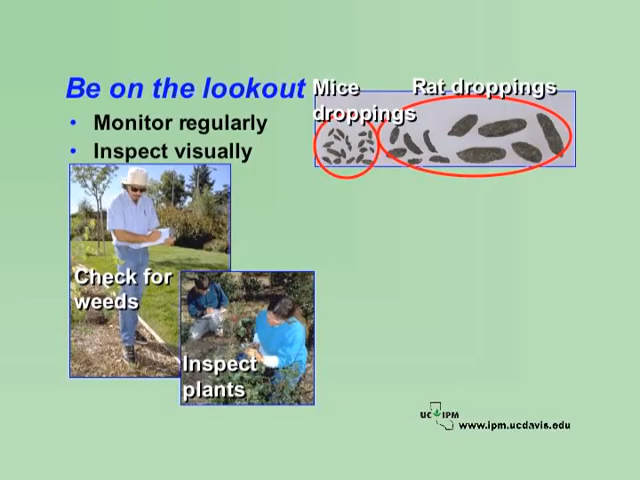 Be on the lookout
• Monitor regularly
• Inspect visually
Mice
droppings
Rat droppings
Check for
weeds
Inspect
plants
UC IPM
www.ipm.ucdavis.edu